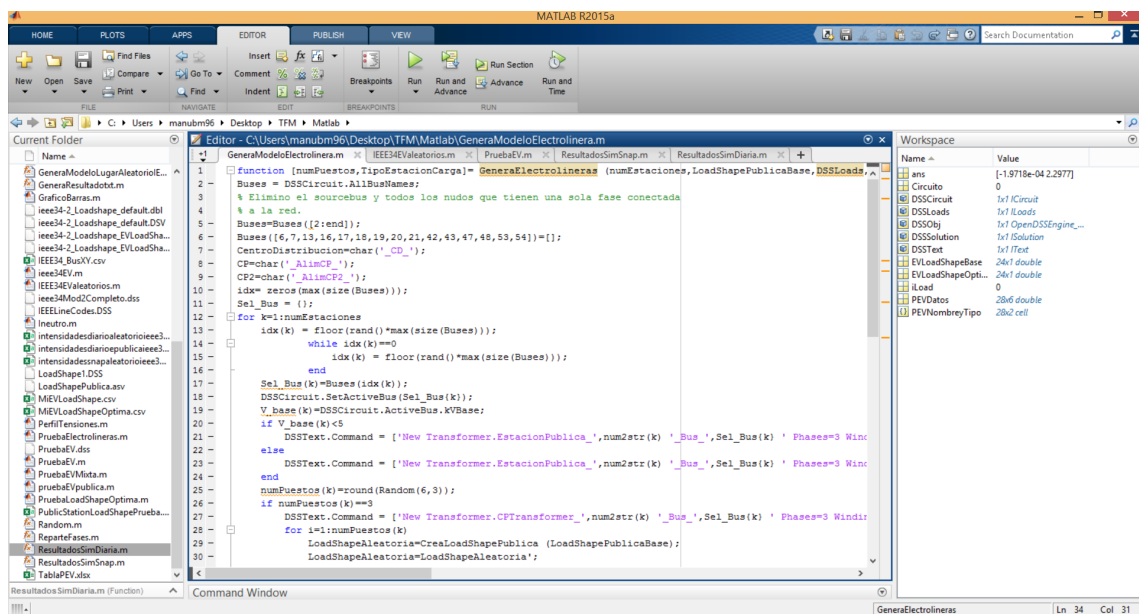 MATLAB R2015a
HOME PLOTS APPS EDITOR PUBLISH VIEW
Search Documentation
New Open Save Find Files Compare Print
Go To Find
Insert fx
Comment
Indent
Breakpoints
Run Run and Advance Run Section Advance Run and Time
FILE NAVIGATE EDIT BREAKPOINTS RUN
C: Users manubm96 Desktop TFM Matlab
Current Folder
Name
GeneraModeloLugarAleatorioIE...
GeneraResultadotxt.m
GraficoBarras.m
ieee34-2_Loadshape_default.dbl
ieee34-2_Loadshape_default.DSV
ieee34-2_Loadshape_EVLoadSha...
ieee34-2_Loadshape_EVLoadSha...
IEEE34_BusXY.csv
ieee34EV.m
IEEE34EValeatorios.m
ieee34Mod2Completo.dss
IEEELineCodes.DSS
Ineutro.m
intensidadesdiarioaleatorioieee3...
intensidadesdiarioepublicaieee3...
intensidadessnapaleatorioieee3...
LoadShape1.DSS
LoadShapePublica.asv
MiEVLoadShape.csv
MiEVLoadShapeOptima.csv
PerfilTensiones.m
PruebaElectrolineras.m
PruebaEV.dss
PruebaEV.m
PruebaEVMixta.m
pruebaEVpublica.m
PruebaLoadShapeOptima.m
PublicStationLoadShapePrueba....
Random.m
ReparteFases.m
ResultadosSimDiaria.m
ResultadosSimSnap.m
TablaPEV.xlsx
ResultadosSimDiaria.m (Function)
Editor - C:\Users\manubm96\Desktop\TFM\Matlab\GeneraModeloElectrolinera.m
+1 GeneraModeloElectrolinera.m IEEE34EValeatorios.m PruebaEV.m ResultadosSimSnap.m ResultadosSimDiaria.m +
1 function [numPuestos,TipoEstacionCarga]= GeneraElectrolineras (numEstaciones,LoadShapePublicaBase,DSSLoads,
2 - Buses = DSSCircuit.AllBusNames;
3 % Elimino el sourcebus y todos los nudos que tienen una sola fase conectada
4 % a la red.
5 - Buses=Buses([2:end]);
6 - Buses([6,7,13,16,17,18,19,20,21,42,43,47,48,53,54])=[];
7 - CentroDistribucion=char('_CD_');
8 - CP=char('_AlimCP_');
9 - CP2=char('_AlimCP2_');
10 - idx= zeros(max(size(Buses)));
11 - Sel_Bus = {};
12 - for k=1:numEstaciones
13 - idx(k) = floor(rand()*max(size(Buses)));
14 - while idx(k)==0
15 - idx(k) = floor(rand()*max(size(Buses)));
16 - end
17 - Sel_Bus(k)=Buses(idx(k));
18 - DSSCircuit.SetActiveBus(Sel_Bus{k});
19 - V_base(k)=DSSCircuit.ActiveBus.kVBase;
20 - if V_base(k)<5
21 - DSSText.Command = ['New Transformer.EstacionPublica_',num2str(k) '_Bus_',Sel_Bus{k} ' Phases=3 Wind
22 - else
23 - DSSText.Command = ['New Transformer.EstacionPublica_',num2str(k) '_Bus_',Sel_Bus{k} ' Phases=3 Wind
24 - end
25 - numPuestos(k)=round(Random(6,3));
26 - if numPuestos(k)==3
27 - DSSText.Command = ['New Transformer.CPTransformer_',num2str(k) '_Bus_',Sel_Bus{k} ' Phases=3 Windin
28 - for i=1:numPuestos(k)
29 - LoadShapeAleatoria=CreaLoadShapePublica (LoadShapePublicaBase);
30 - LoadShapeAleatoria=LoadShapeAleatoria';
Command Window
Workspace
Name Value
ans [-1.9718e-04 2.2977]
Circuito 0
DSSCircuit 1x1 ICircuit
DSSLoads 1x1 ILoads
DSSObj 1x1 OpenDSSEngine_...
DSSSolution 1x1 ISolution
DSSText 1x1 IText
EVLoadShapeBase 24x1 double
EVLoadShapeOpti... 24x1 double
iLoad 0
PEVDatos 28x6 double
PEVNombreyTipo 28x2 cell
GeneraElectrolineras Ln 34 Col 31